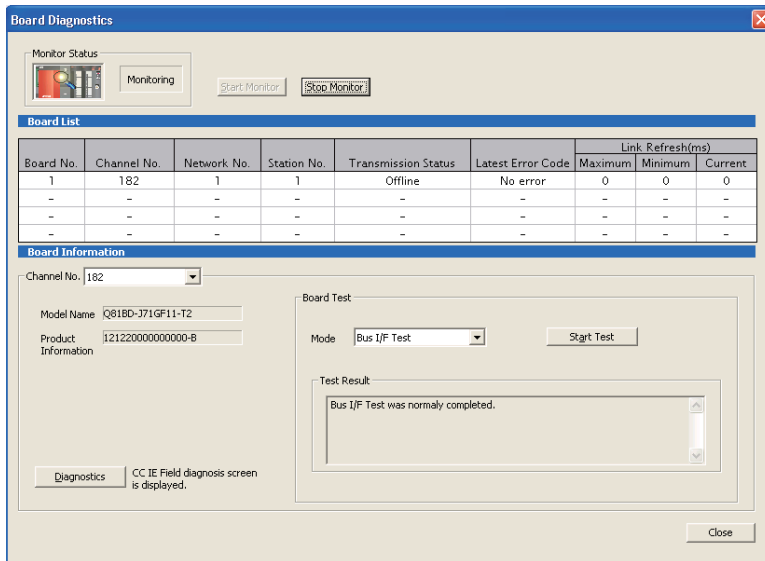 Board Diagnostics
Monitor Status
Monitoring
Start Monitor
Stop Monitor
Board List
Link Refresh(ms)
Board No. Channel No. Network No. Station No. Transmission Status Latest Error Code Maximum Minimum Current
1 182 1 1 Offline No error 0 0 0
- - - - - - - - -
- - - - - - - - -
- - - - - - - - -
Board Information
Channel No. 182
Board Test
Model Name Q81BD-J71GF11-T2
Product Information 121220000000000-B
Mode Bus I/F Test Start Test
Test Result
Bus I/F Test was normaly completed.
Diagnostics
CC IE Field diagnosis screen
is displayed.
Close